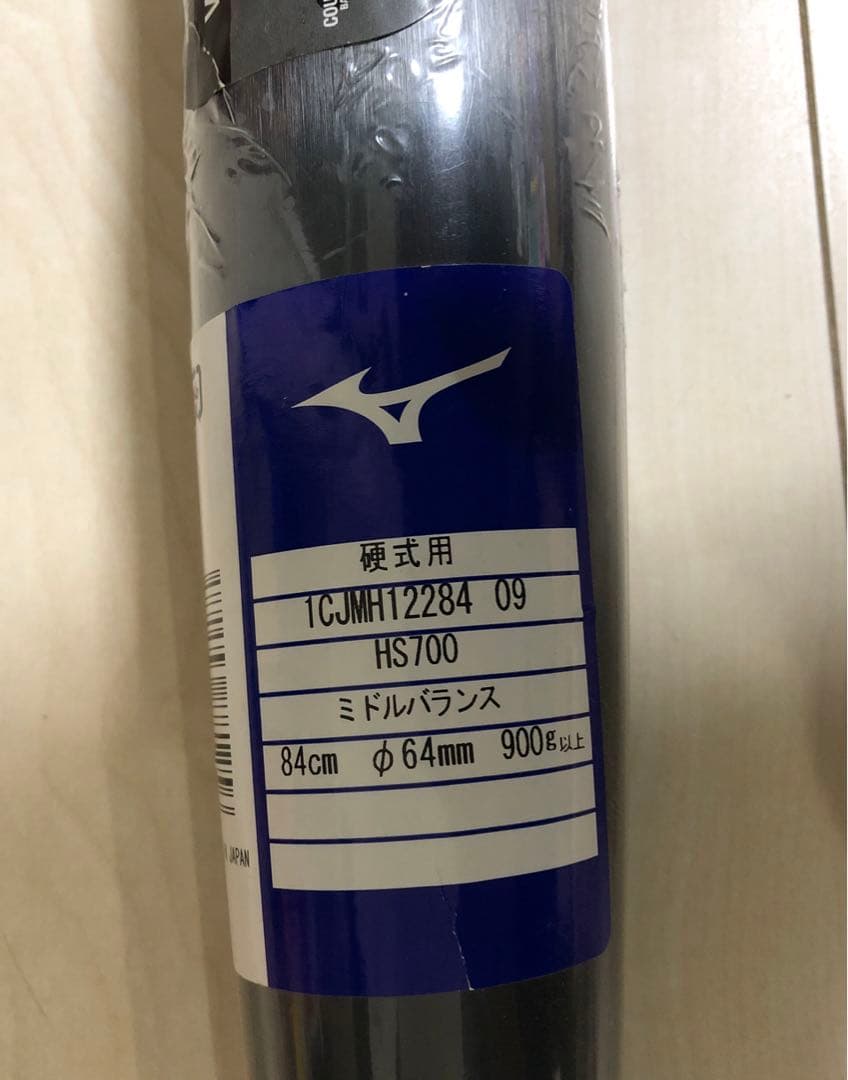 硬式用
1CJMH12284 09
HS700
ミドルバランス
84cm φ64mm 900g以上
JAPAN